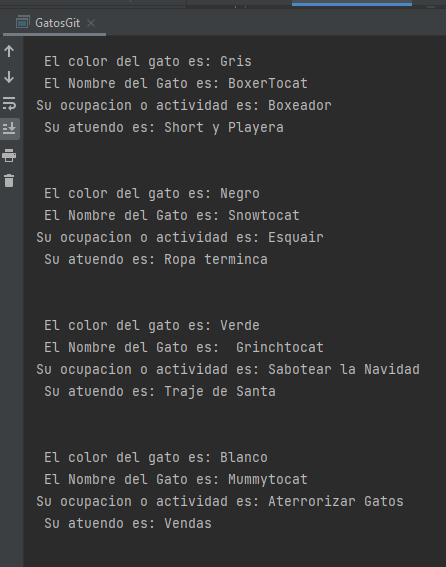 GatosGit
El color del gato es: Gris
El Nombre del Gato es: BoxerTocat
Su ocupacion o actividad es: Boxeador
Su atuendo es: Short y Playera
El color del gato es: Negro
El Nombre del Gato es: Snowtocat
Su ocupacion o actividad es: Esquair
Su atuendo es: Ropa terminca
El color del gato es: Verde
El Nombre del Gato es:  Grinchtocat
Su ocupacion o actividad es: Sabotear la Navidad
Su atuendo es: Traje de Santa
El color del gato es: Blanco
El Nombre del Gato es: Mummytocat
Su ocupacion o actividad es: Aterrorizar Gatos
Su atuendo es: Vendas